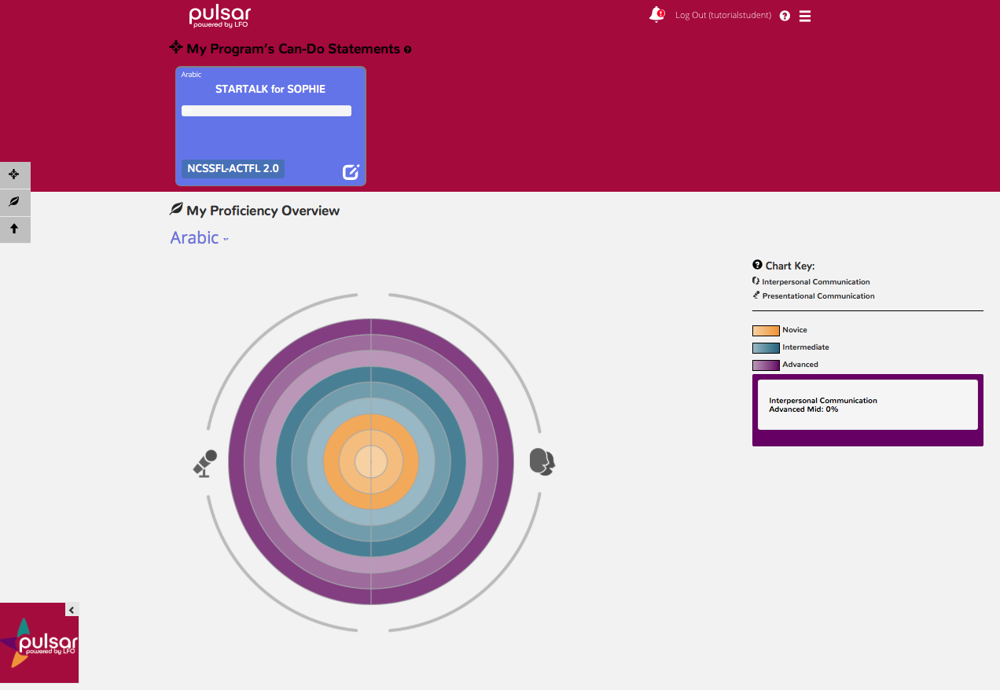 pulsar
powered by LFO
Log Out (tutorialstudent)
My Program's Can-Do Statements
Arabic
STARTALK for SOPHIE
NCSSFL-ACTFL 2.0
My Proficiency Overview
Arabic
Chart Key:
Interpersonal Communication
Presentational Communication
Novice
Intermediate
Advanced
Interpersonal Communication
Advanced Mid: 0%
pulsar
powered by LFO